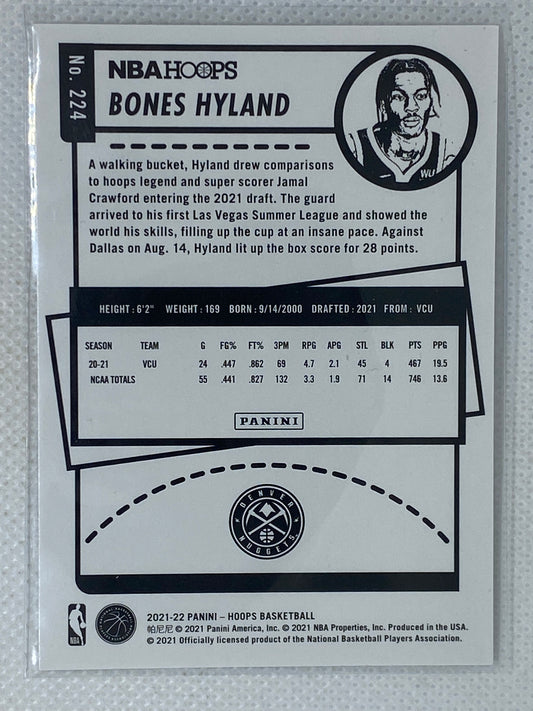 No. 224
NBA HOOPS
BONES HYLAND
WU
A walking bucket, Hyland drew comparisons
to hoops legend and super scorer Jamal
Crawford entering the 2021 draft. The guard
arrived to his first Las Vegas Summer League and showed the
world his skills, filling up the cup at an insane pace. Against
Dallas on Aug. 14, Hyland lit up the box score for 28 points.
HEIGHT: 6'2" WEIGHT: 169 BORN: 9/14/2000 DRAFTED: 2021 FROM: VCU
SEASON TEAM G FG% FT% 3PM RPG APG STL BLK PTS PPG
20-21 VCU 24 .447 .862 69 4.7 2.1 45 4 467 19.5
NCAA TOTALS 55 .441 .827 132 3.3 1.9 71 14 746 13.6
PANINI
DENVER
NUGGETS
2021-22 PANINI – HOOPS BASKETBALL
帕尼尼 © 2021 Panini America, Inc. © 2021 NBA Properties, Inc. Produced in the USA.
© 2021 Officially licensed product of the National Basketball Players Association.
NBA